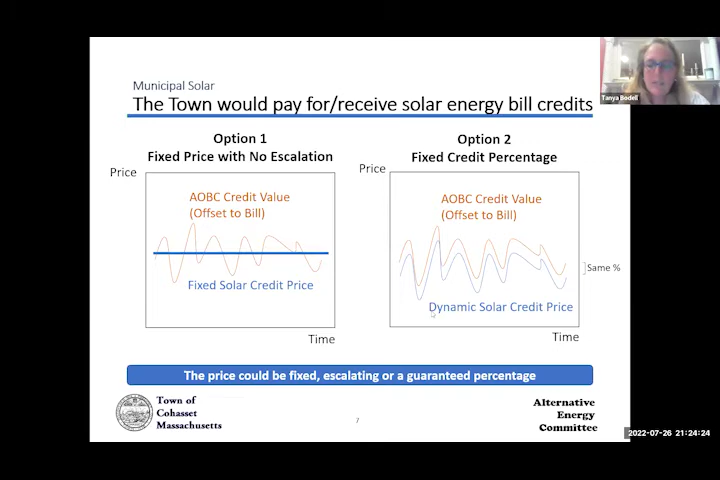 Municipal Solar
The Town would pay for/receive solar energy bill credits
Option 1
Fixed Price with No Escalation
Price
AOBC Credit Value
(Offset to Bill)
Fixed Solar Credit Price
Time
Option 2
Fixed Credit Percentage
Price
AOBC Credit Value
(Offset to Bill)
Same %
Dynamic Solar Credit Price
Time
The price could be fixed, escalating or a guaranteed percentage
Town of
Cohasset
Massachusetts
7
Alternative
Energy
Committee
Tanya Bodell
2022-07-26 21:24:24